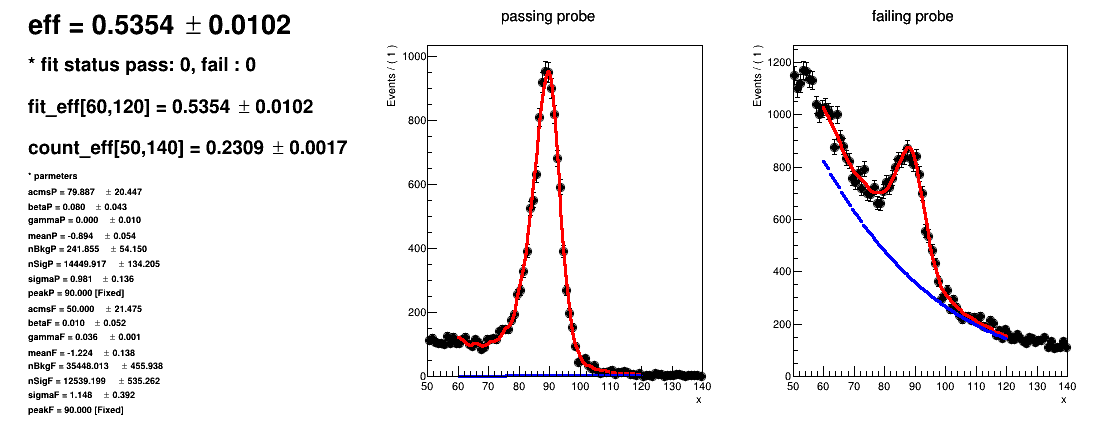 eff = 0.5354 ± 0.0102
* fit status pass: 0, fail : 0
fit_eff[60,120] = 0.5354 ± 0.0102
count_eff[50,140] = 0.2309 ± 0.0017
* parmeters
acmsP = 79.887 ± 20.447
betaP = 0.080 ± 0.043
gammaP = 0.000 ± 0.010
meanP = -0.894 ± 0.054
nBkgP = 241.855 ± 54.150
nSigP = 14449.917 ± 134.205
sigmaP = 0.981 ± 0.136
peakP = 90.000 [Fixed]
acmsF = 50.000 ± 21.475
betaF = 0.010 ± 0.052
gammaF = 0.036 ± 0.001
meanF = -1.224 ± 0.138
nBkgF = 35448.013 ± 455.938
nSigF = 12539.199 ± 535.262
sigmaF = 1.148 ± 0.392
peakF = 90.000 [Fixed]
passing probe
Events / ( 1 )
1000
800
600
400
200
0
50 60 70 80 90 100 110 120 130 140
x
failing probe
Events / ( 1 )
1200
1000
800
600
400
200
0
50 60 70 80 90 100 110 120 130 140
x